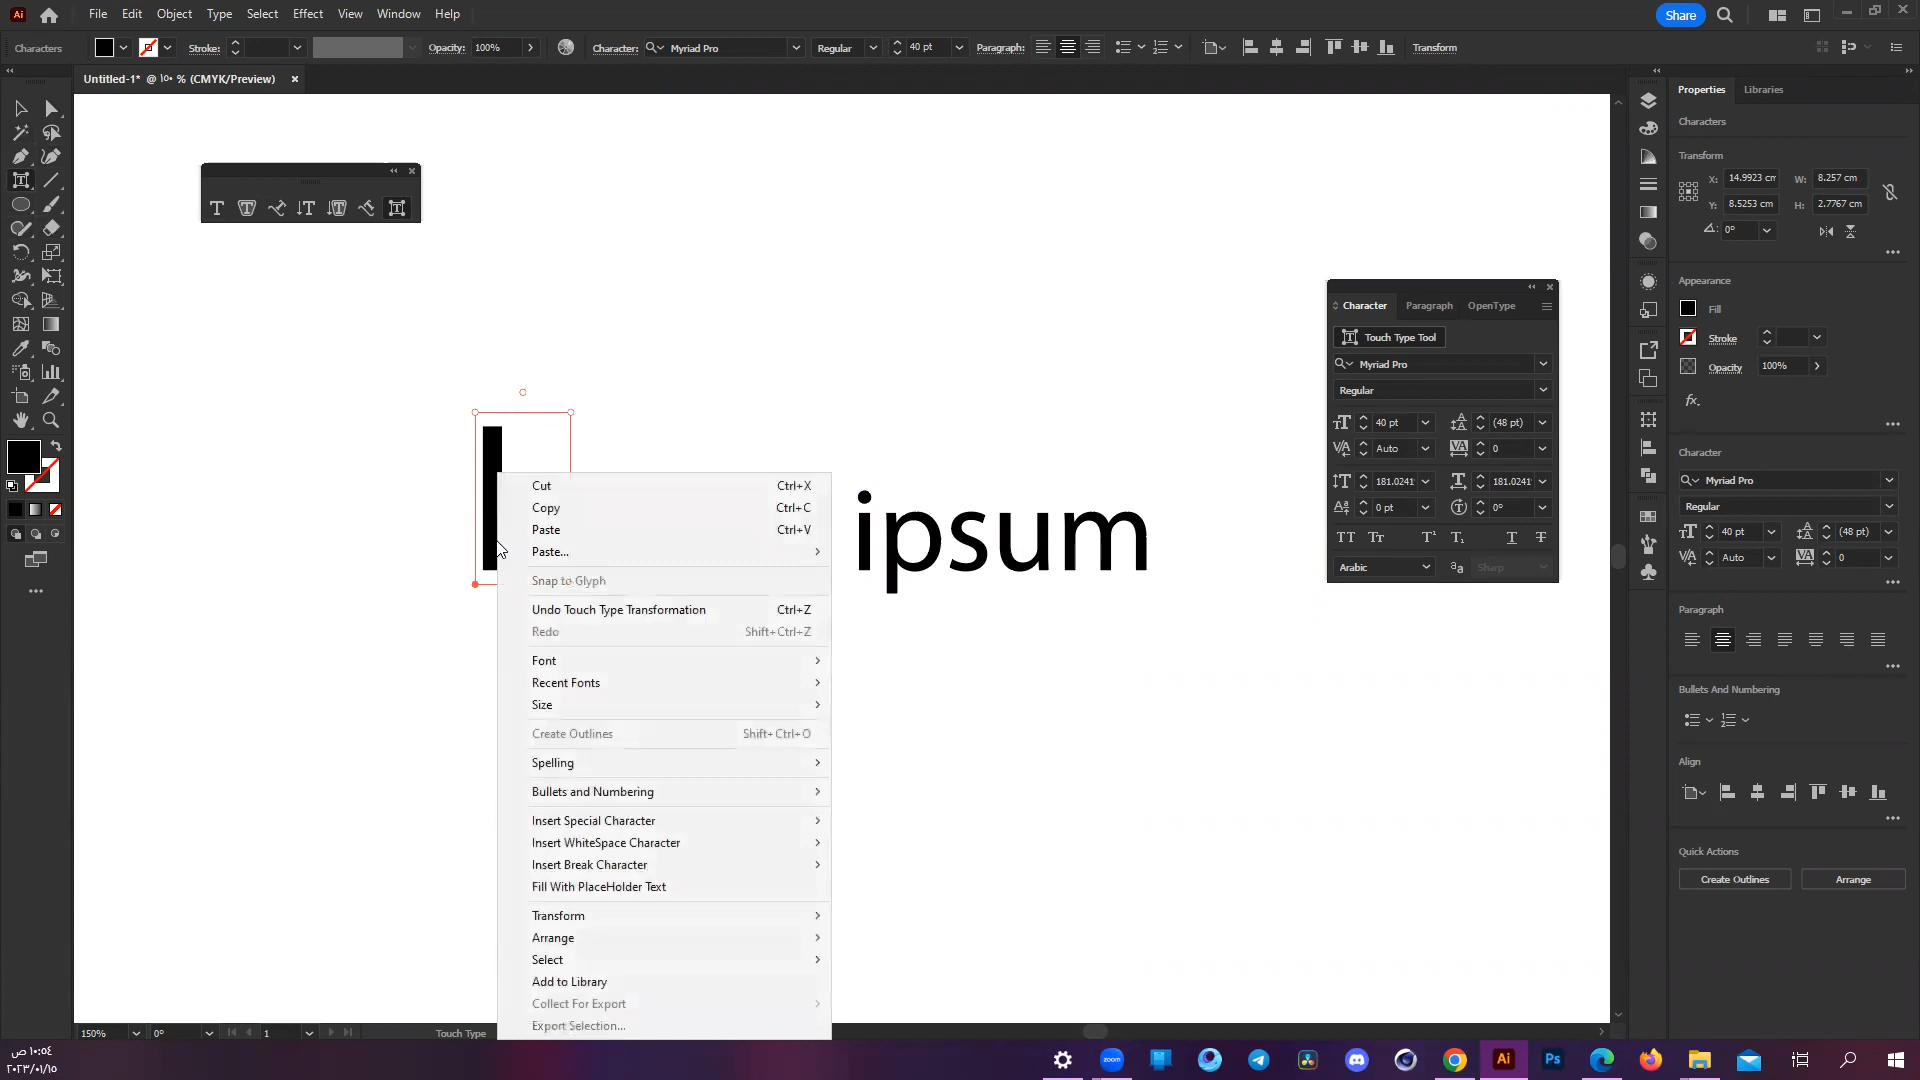 Ai File Edit Object Type Select Effect View Window Help Share
Characters Stroke: Opacity: 100% Character: Myriad Pro Regular 40 pt Paragraph: Transform
Untitled-1* @ ١٥٠ % (CMYK/Preview)
Properties Libraries
Characters
Transform
X: 14.9923 cm W: 8.257 cm
Y: 8.5253 cm H: 2.7767 cm
0°
Appearance
Fill
Stroke
Opacity 100%
fx
Character
Myriad Pro
Regular
40 pt (48 pt)
Auto 0
Paragraph
Bullets And Numbering
Align
Quick Actions
Create Outlines Arrange
Character Paragraph OpenType
Touch Type Tool
Myriad Pro
Regular
40 pt (48 pt)
Auto 0
181.0241 181.0241
0 pt 0°
Arabic Sharp
l ipsum
Cut Ctrl+X
Copy Ctrl+C
Paste Ctrl+V
Paste...
Snap to Glyph
Undo Touch Type Transformation Ctrl+Z
Redo Shift+Ctrl+Z
Font
Recent Fonts
Size
Create Outlines Shift+Ctrl+O
Spelling
Bullets and Numbering
Insert Special Character
Insert WhiteSpace Character
Insert Break Character
Fill With PlaceHolder Text
Transform
Arrange
Select
Add to Library
Collect For Export
Export Selection...
150% 0° 1 Touch Type
١٠:٥٤ ص
٢٠٢٣/٠١/١٥
zoom Ai Ps